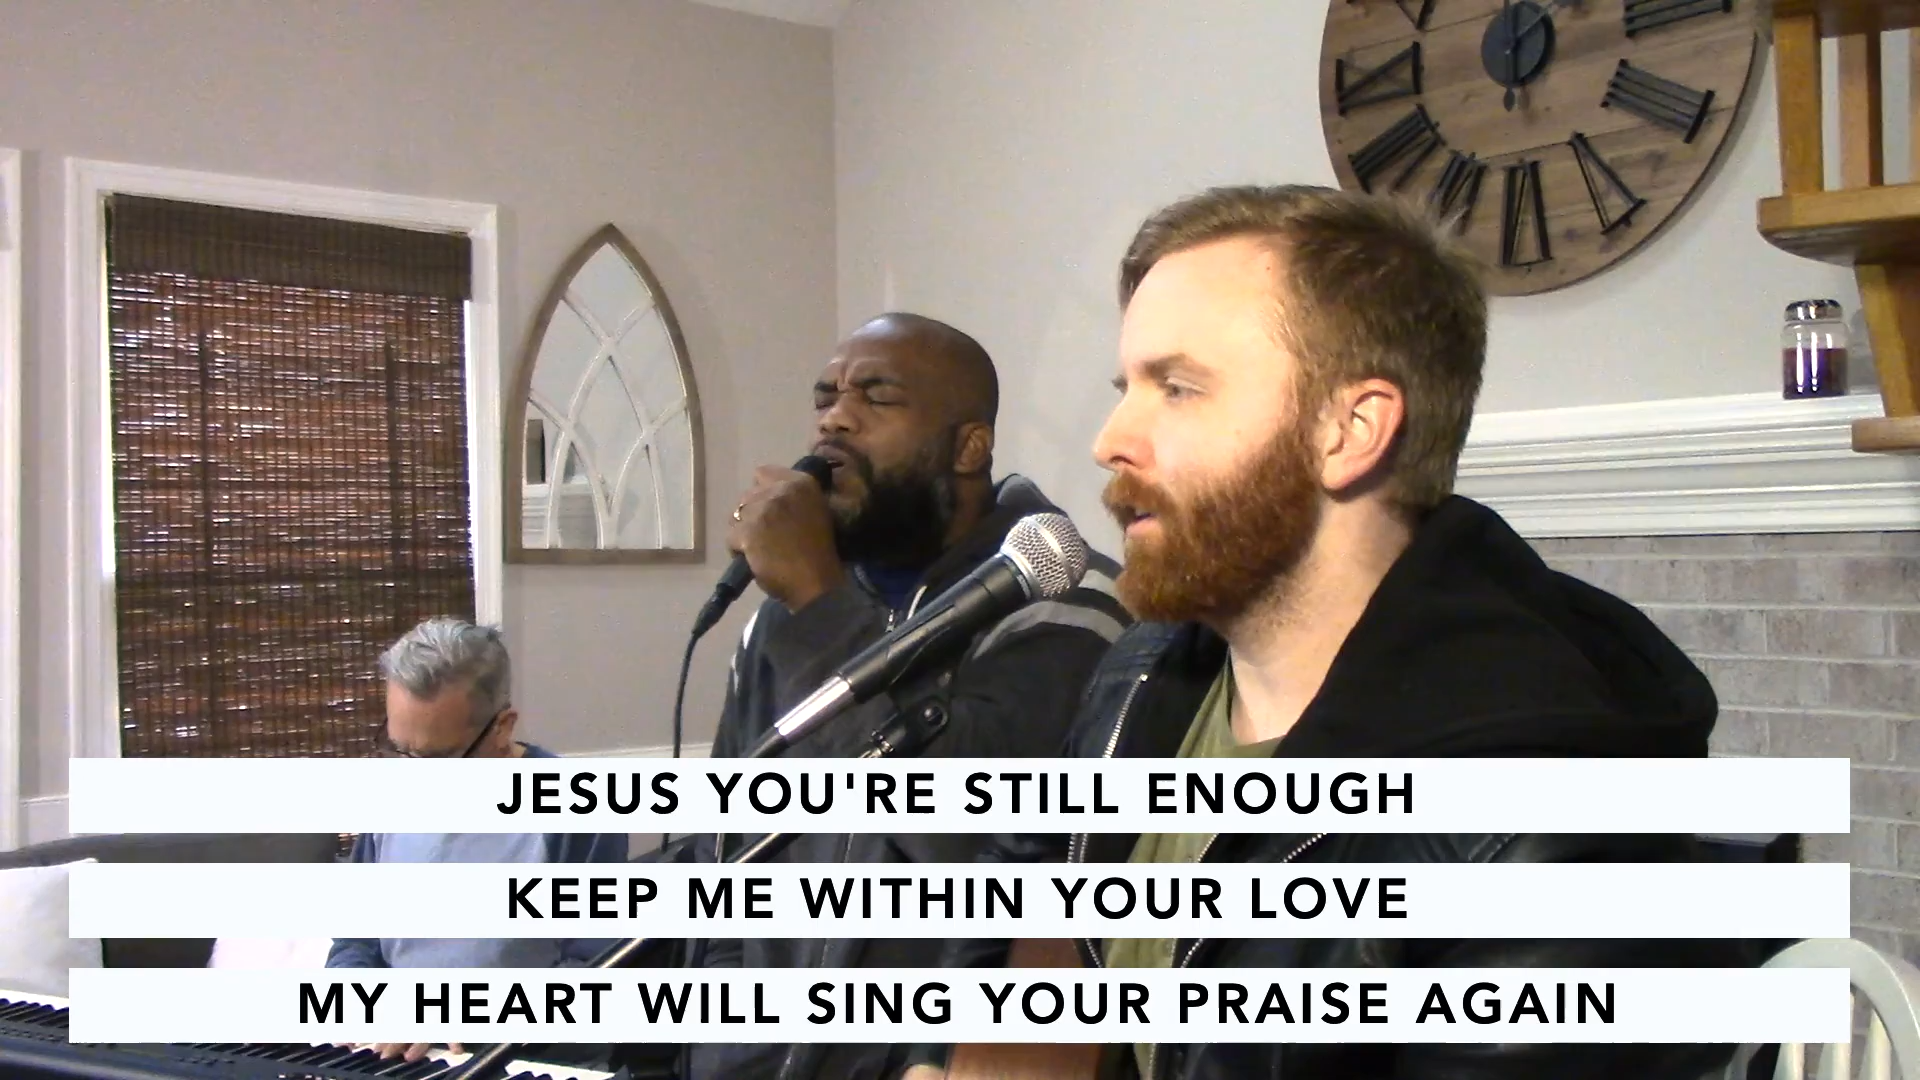 JESUS YOU'RE STILL ENOUGH
KEEP ME WITHIN YOUR LOVE
MY HEART WILL SING YOUR PRAISE AGAIN